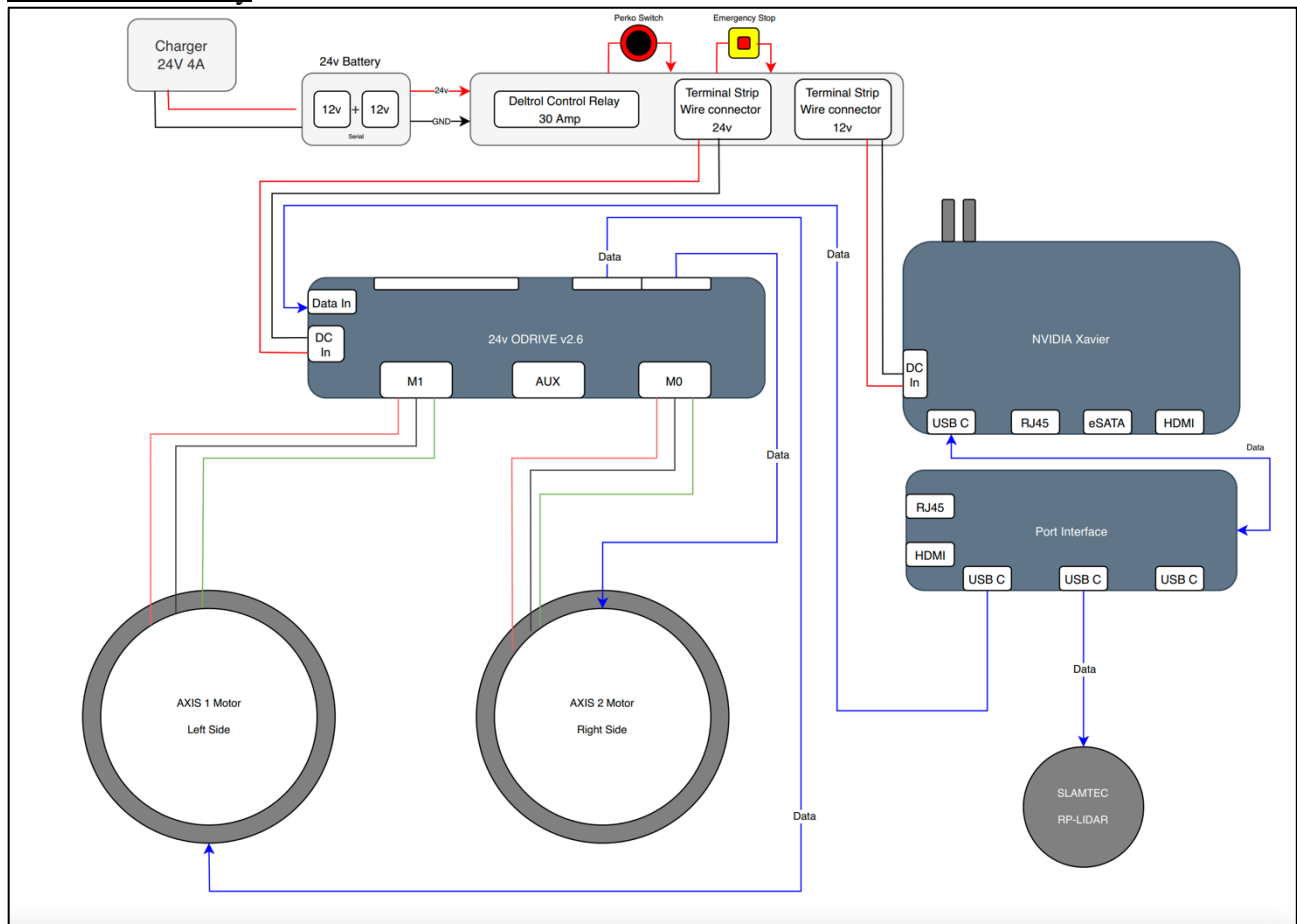 Perko Switch
Emergency Stop
Charger
24V 4A
24v Battery
12v + 12v
Serial
24v
GND
Deltrol Control Relay
30 Amp
Terminal Strip
Wire connector
24v
Terminal Strip
Wire connector
12v
Data
Data
Data In
DC
In
24v ODRIVE v2.6
M1
AUX
M0
NVIDIA Xavier
DC
In
USB C
RJ45
eSATA
HDMI
Data
Data
RJ45
HDMI
Port Interface
USB C
USB C
USB C
AXIS 1 Motor
Left Side
AXIS 2 Motor
Right Side
Data
Data
SLAMTEC
RP-LIDAR